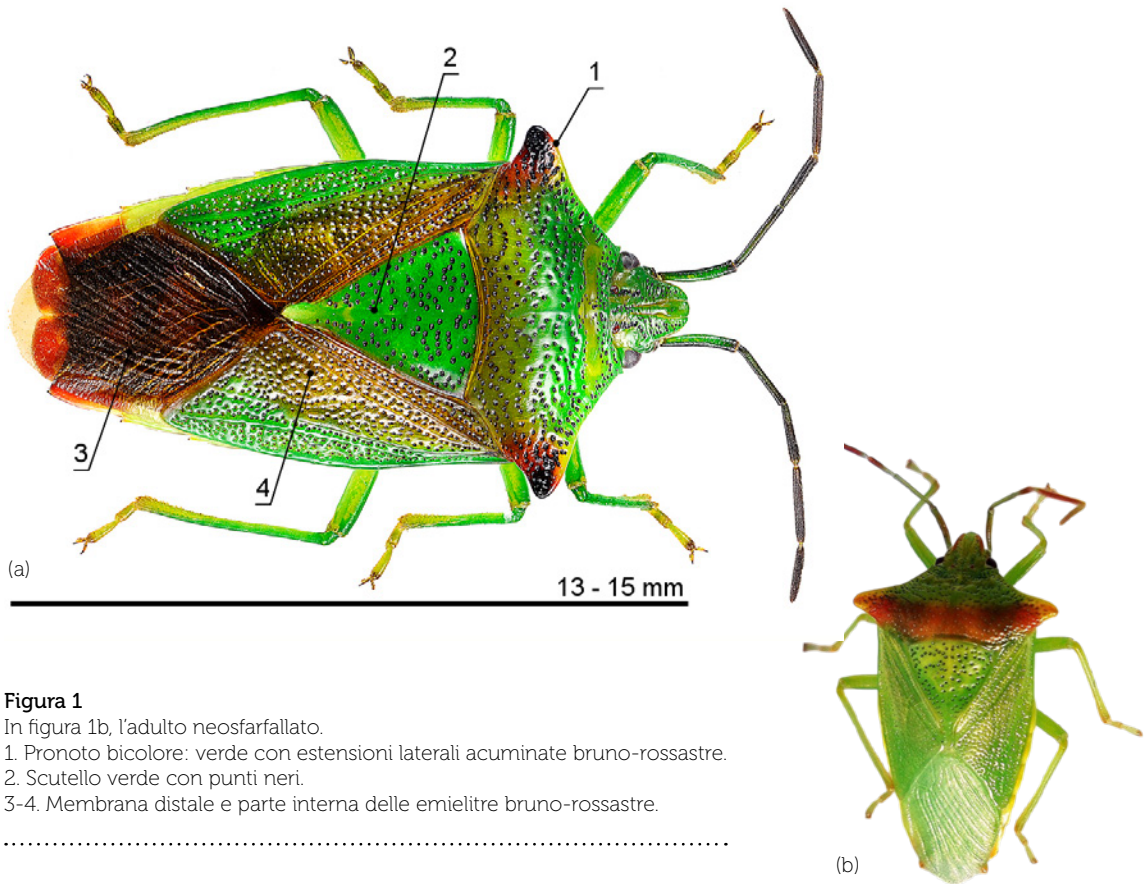 2
1
3
4
(a)
13 - 15 mm
Figura 1
In figura 1b, l'adulto neosfarfallato.
1. Pronoto bicolore: verde con estensioni laterali acuminate bruno-rossastre.
2. Scutello verde con punti neri.
3-4. Membrana distale e parte interna delle emielitre bruno-rossastre.
(b)